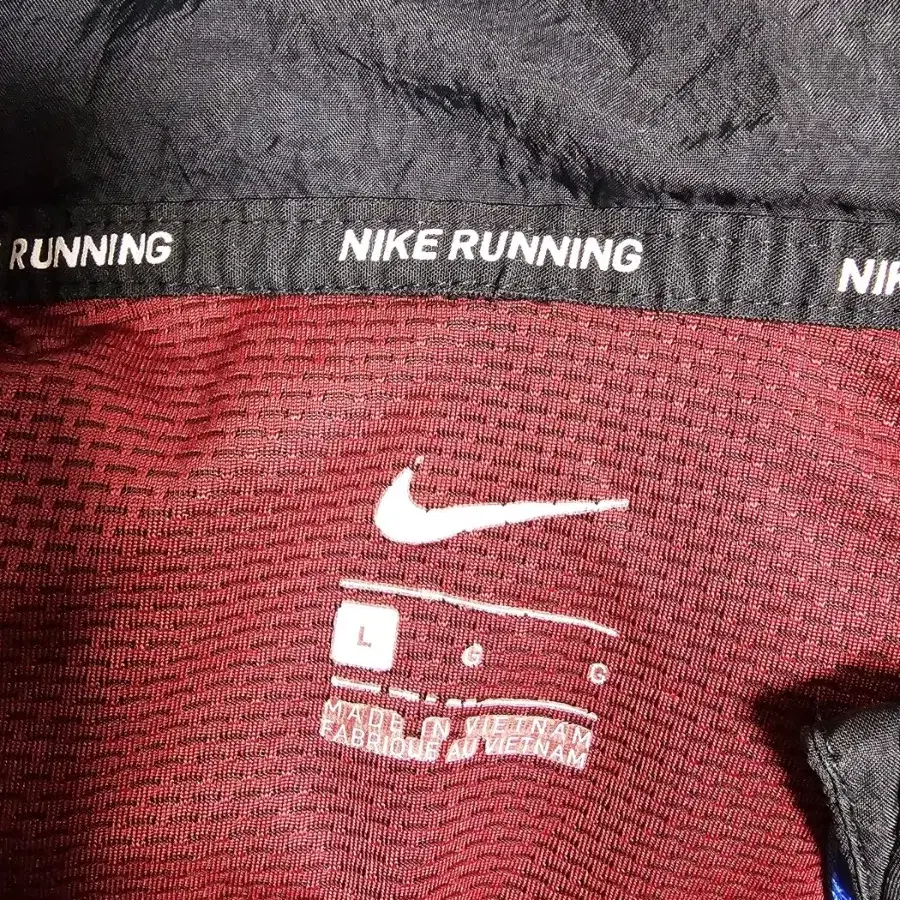 RUNNING NIKE RUNNING
L G G
MADE IN VIETNAM
FABRIQUÉ AU VIETNAM